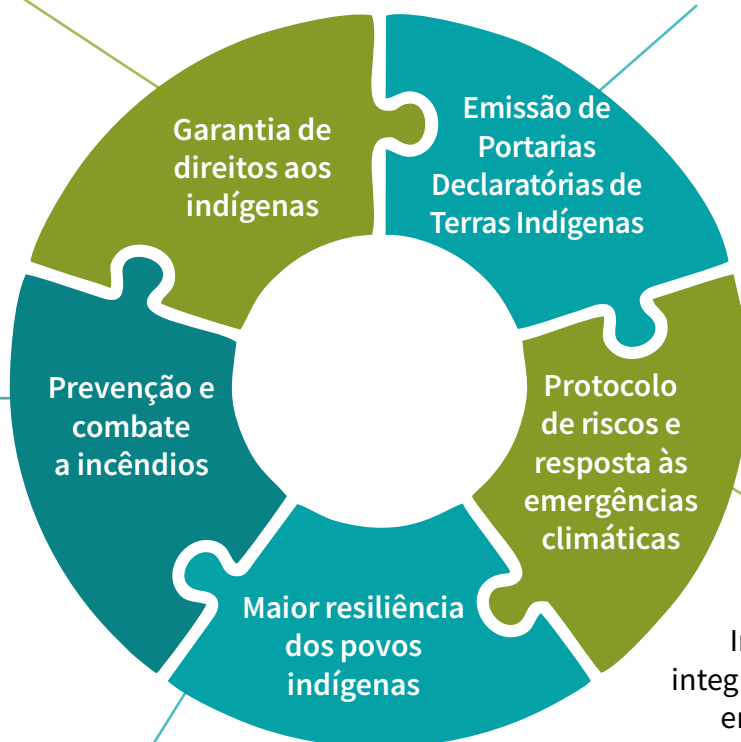 Garantia de
direitos aos
indígenas
Emissão de
Portarias
Declaratórias de
Terras Indígenas
Protocolo
de riscos e
resposta às
emergências
climáticas
Maior resiliência
dos povos
indígenas
Prevenção e
combate
a incêndios
integ